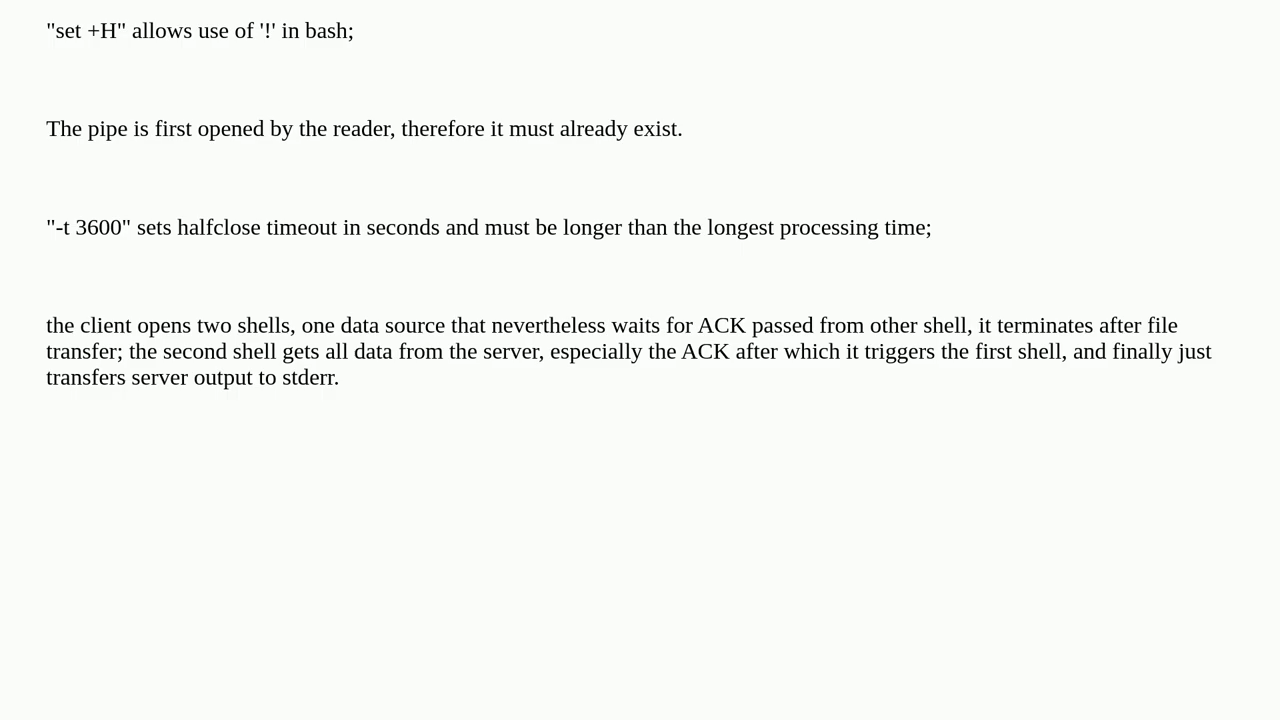 "set +H" allows use of '!' in bash;
The pipe is first opened by the reader, therefore it must already exist.
"-t 3600" sets halfclose timeout in seconds and must be longer than the longest processing time;
the client opens two shells, one data source that nevertheless waits for ACK passed from other shell, it terminates after file
transfer; the second shell gets all data from the server, especially the ACK after which it triggers the first shell, and finally just
transfers server output to stderr.